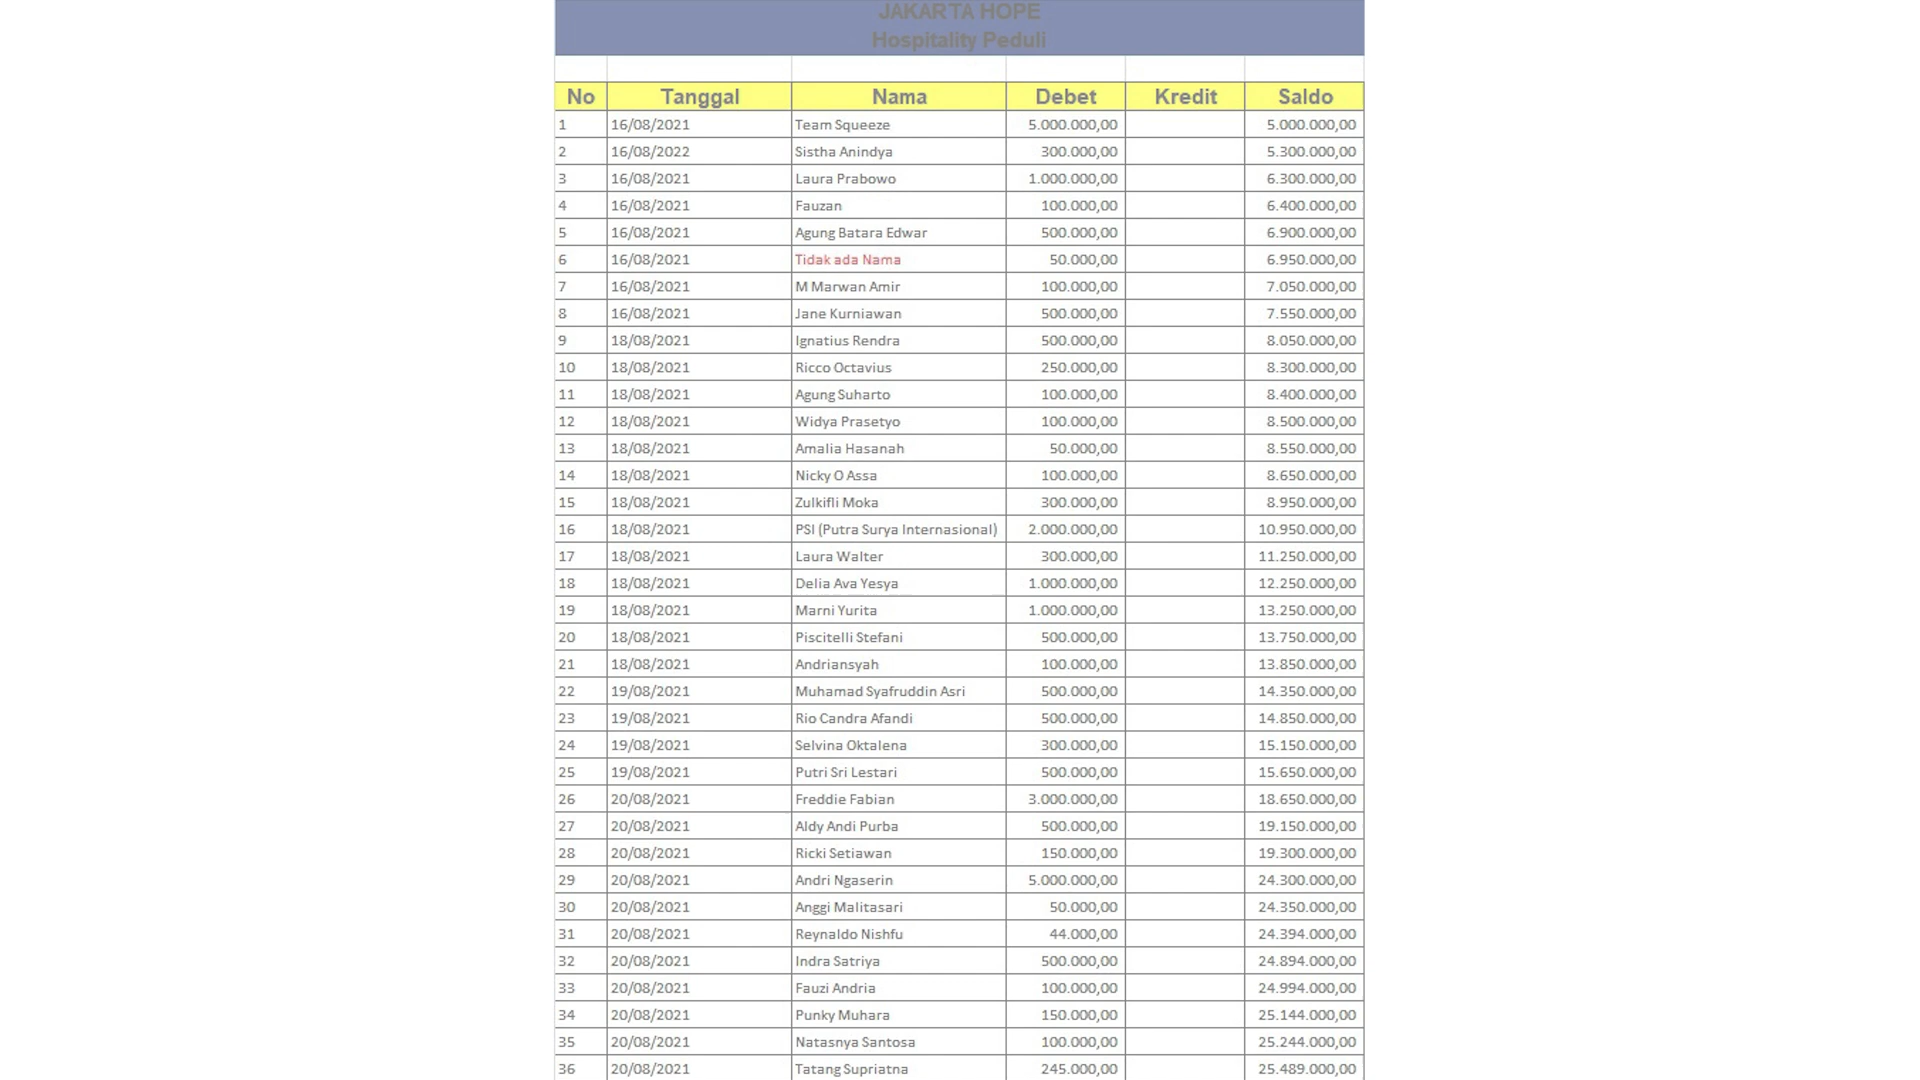 JAKARTA HOPE
Hospitality Peduli
No Tanggal Nama Debet Kredit Saldo
1 16/08/2021 Team Squeeze 5.000.000,00 5.000.000,00
2 16/08/2022 Sistha Anindya 300.000,00 5.300.000,00
3 16/08/2021 Laura Prabowo 1.000.000,00 6.300.000,00
4 16/08/2021 Fauzan 100.000,00 6.400.000,00
5 16/08/2021 Agung Batara Edwar 500.000,00 6.900.000,00
6 16/08/2021 Tidak ada Nama 50.000,00 6.950.000,00
7 16/08/2021 M Marwan Amir 100.000,00 7.050.000,00
8 16/08/2021 Jane Kurniawan 500.000,00 7.550.000,00
9 18/08/2021 Ignatius Rendra 500.000,00 8.050.000,00
10 18/08/2021 Ricco Octavius 250.000,00 8.300.000,00
11 18/08/2021 Agung Suharto 100.000,00 8.400.000,00
12 18/08/2021 Widya Prasetyo 100.000,00 8.500.000,00
13 18/08/2021 Amalia Hasanah 50.000,00 8.550.000,00
14 18/08/2021 Nicky O Assa 100.000,00 8.650.000,00
15 18/08/2021 Zulkifli Moka 300.000,00 8.950.000,00
16 18/08/2021 PSI (Putra Surya Internasional) 2.000.000,00 10.950.000,00
17 18/08/2021 Laura Walter 300.000,00 11.250.000,00
18 18/08/2021 Delia Ava Yesya 1.000.000,00 12.250.000,00
19 18/08/2021 Marni Yurita 1.000.000,00 13.250.000,00
20 18/08/2021 Piscitelli Stefani 500.000,00 13.750.000,00
21 18/08/2021 Andriansyah 100.000,00 13.850.000,00
22 19/08/2021 Muhamad Syafruddin Asri 500.000,00 14.350.000,00
23 19/08/2021 Rio Candra Afandi 500.000,00 14.850.000,00
24 19/08/2021 Selvina Oktalena 300.000,00 15.150.000,00
25 19/08/2021 Putri Sri Lestari 500.000,00 15.650.000,00
26 20/08/2021 Freddie Fabian 3.000.000,00 18.650.000,00
27 20/08/2021 Aldy Andi Purba 500.000,00 19.150.000,00
28 20/08/2021 Ricki Setiawan 150.000,00 19.300.000,00
29 20/08/2021 Andri Ngaserin 5.000.000,00 24.300.000,00
30 20/08/2021 Anggi Malitasari 50.000,00 24.350.000,00
31 20/08/2021 Reynaldo Nishfu 44.000,00 24.394.000,00
32 20/08/2021 Indra Satriya 500.000,00 24.894.000,00
33 20/08/2021 Fauzi Andria 100.000,00 24.994.000,00
34 20/08/2021 Punky Muhara 150.000,00 25.144.000,00
35 20/08/2021 Natasnya Santosa 100.000,00 25.244.000,00
36 20/08/2021 Tatang Supriatna 245.000,00 25.489.000,00